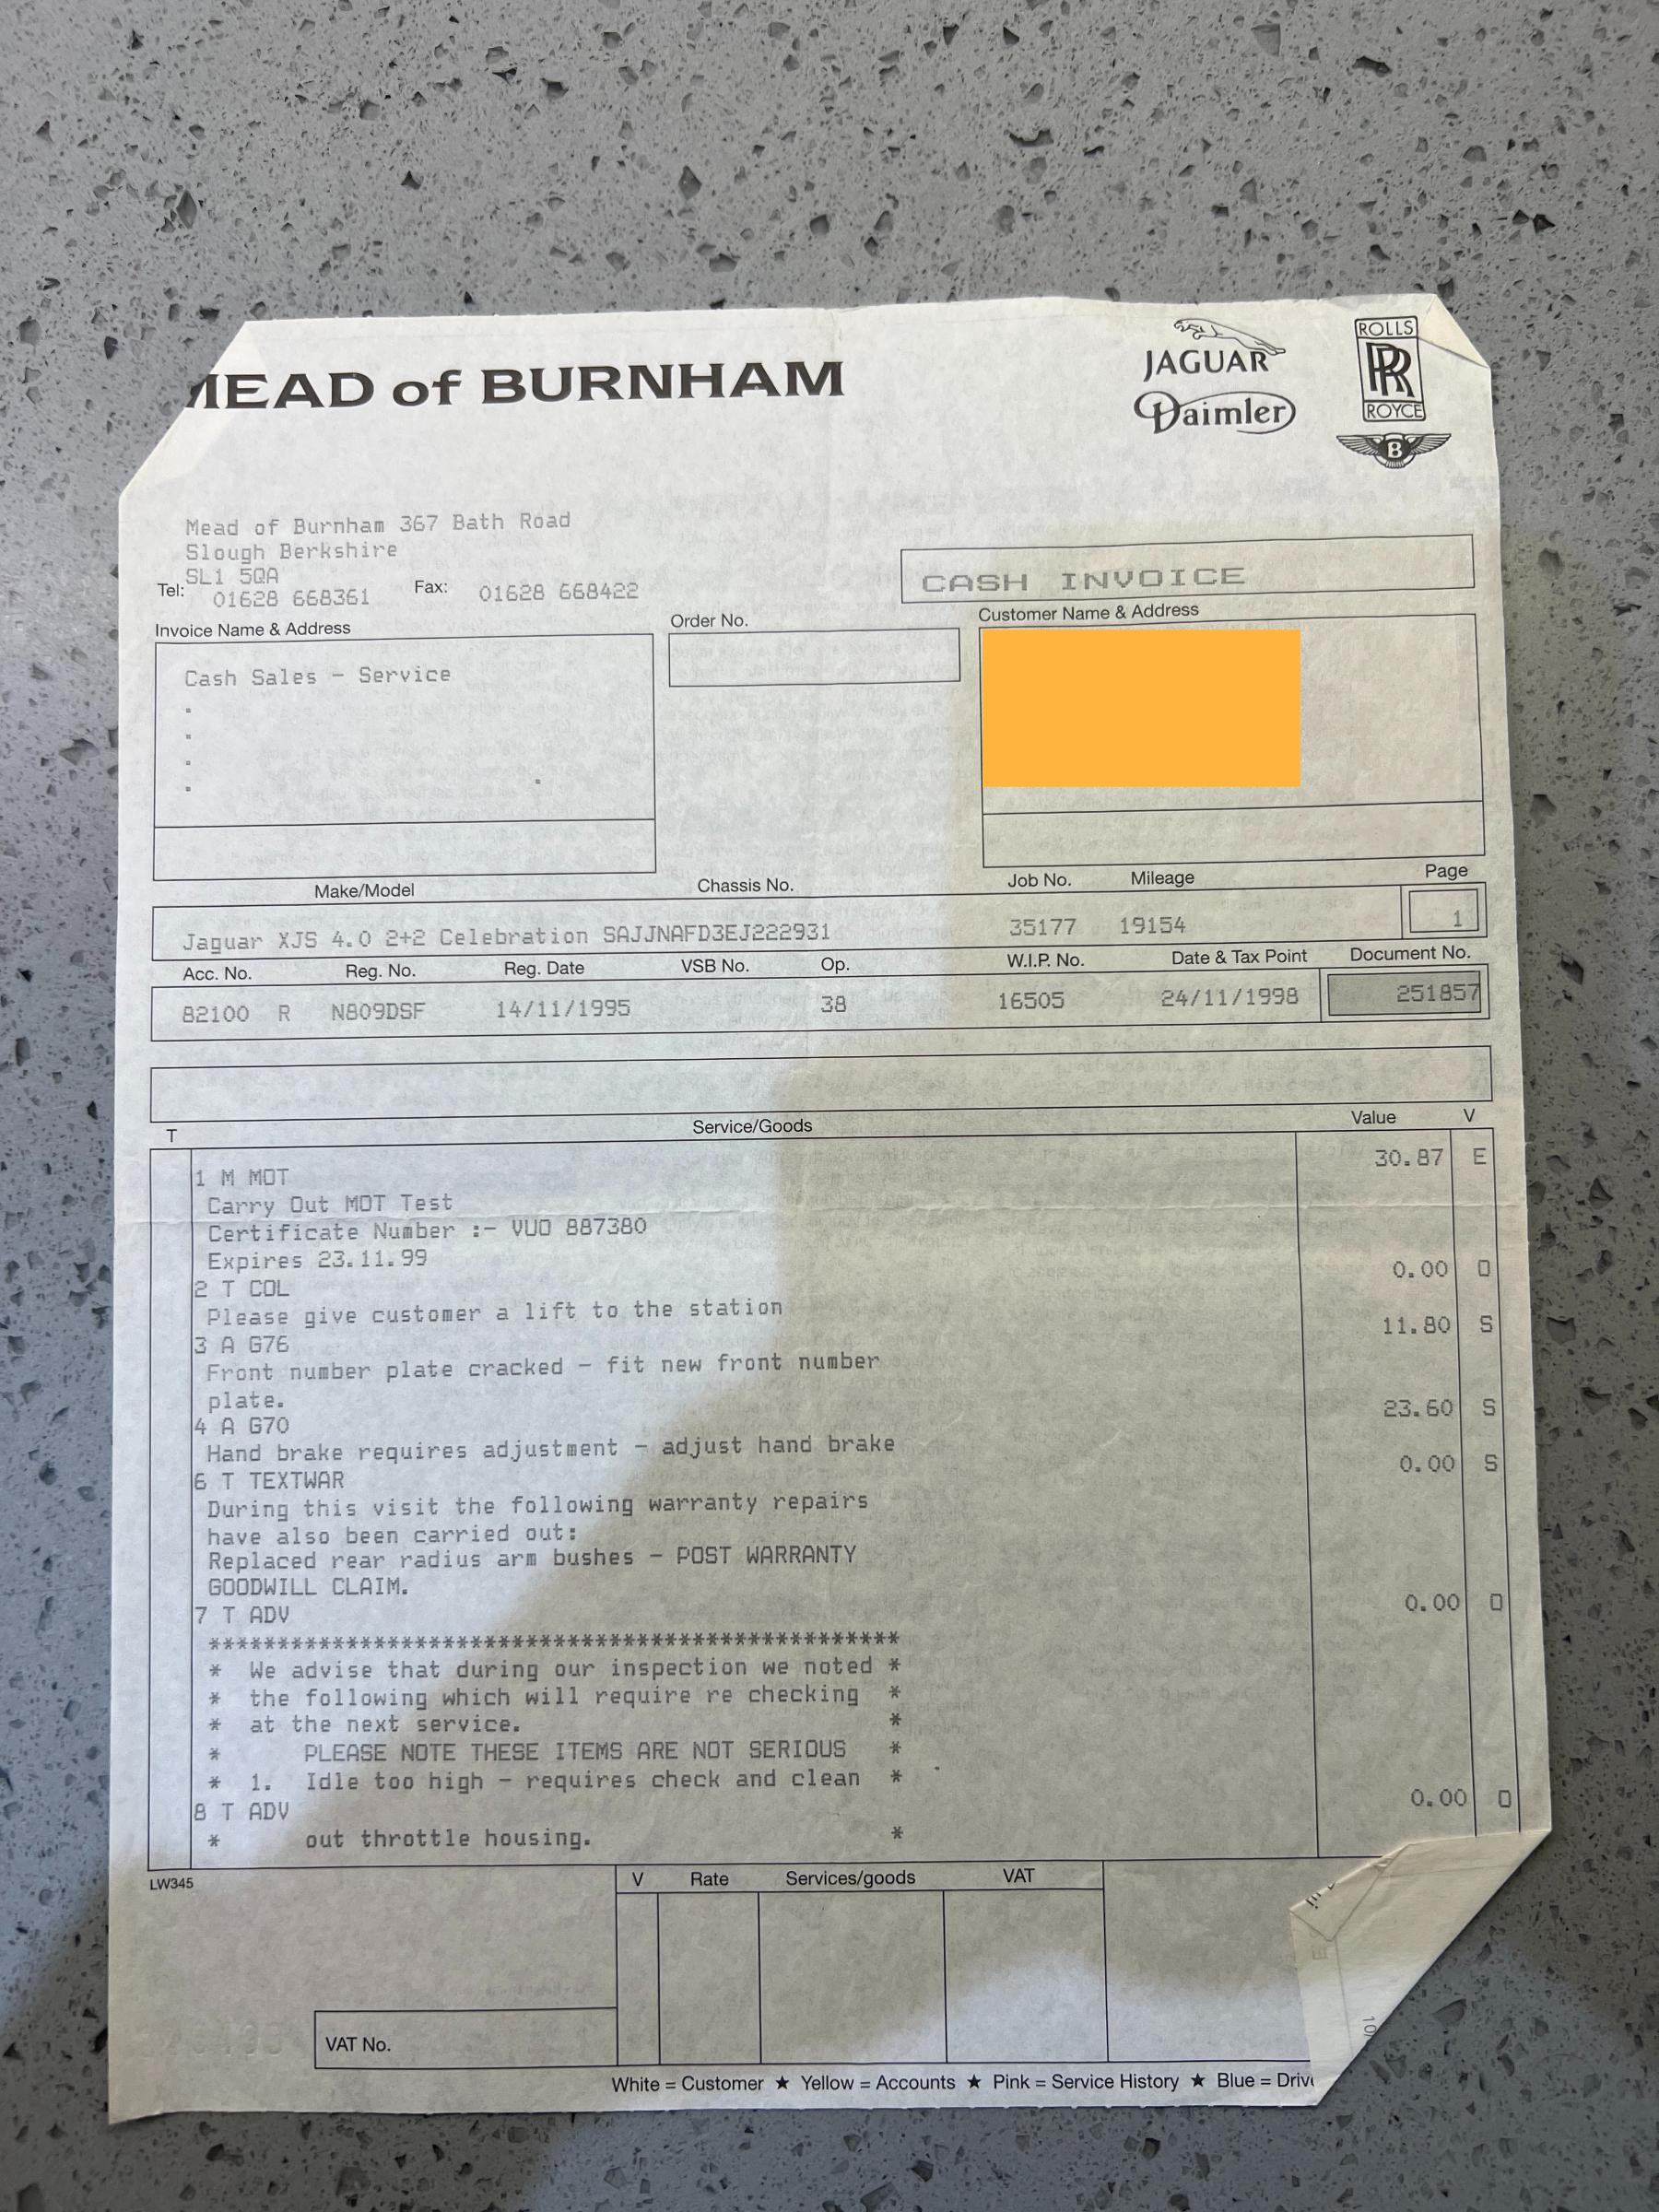 MEAD of BURNHAM
JAGUAR
Daimler
ROLLS
RR
ROYCE
B
Mead of Burnham 367 Bath Road
Slough Berkshire
SL1 5QA
Tel: 01628 668361 Fax: 01628 668422
CASH INVOICE
Invoice Name & Address
Order No.
Customer Name & Address
Cash Sales - Service
.
.
.
.
Make/Model Chassis No. Job No. Mileage Page
Jaguar XJS 4.0 2+2 Celebration SAJJNAFD3EJ222931 35177 19154 1
Acc. No. Reg. No. Reg. Date VSB No. Op. W.I.P. No. Date & Tax Point Document No.
82100 R N809DSF 14/11/1995 38 16505 24/11/1998 251857
T Service/Goods Value V
1 M MOT 30.87 E
Carry Out MOT Test
Certificate Number :- VUO 887380
Expires 23.11.99
2 T COL 0.00 0
Please give customer a lift to the station
3 A G76 11.80 S
Front number plate cracked - fit new front number
plate.
4 A G70 23.60 S
Hand brake requires adjustment - adjust hand brake
6 T TEXTWAR 0.00 S
During this visit the following warranty repairs
have also been carried out:
Replaced rear radius arm bushes - POST WARRANTY
GOODWILL CLAIM.
7 T ADV 0.00 0
**************************************************
* We advise that during our inspection we noted *
* the following which will require re checking *
* at the next service. *
* PLEASE NOTE THESE ITEMS ARE NOT SERIOUS *
* 1. Idle too high - requires check and clean *
8 T ADV 0.00 0
* out throttle housing. *
LW345
V Rate Services/goods VAT
VAT No.
White = Customer ★ Yellow = Accounts ★ Pink = Service History ★ Blue =